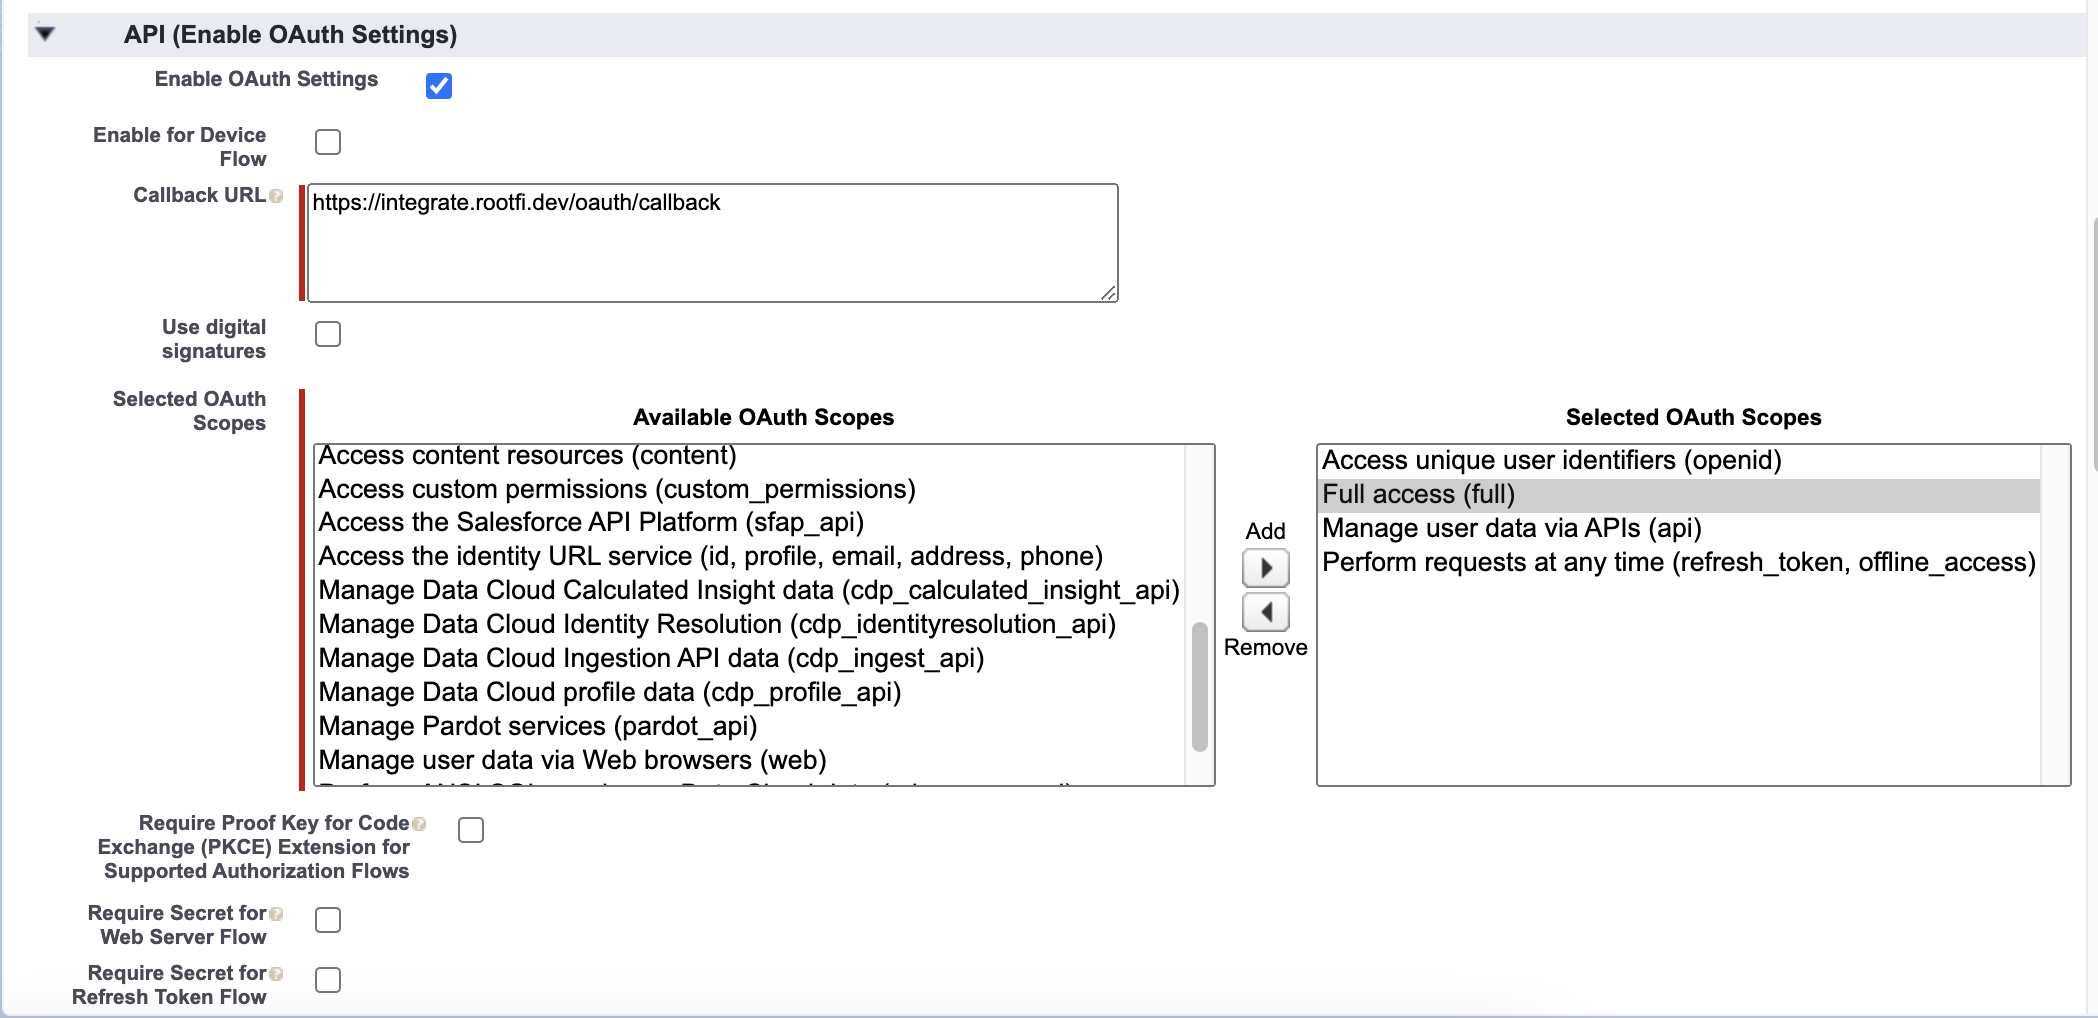 API (Enable OAuth Settings)
Enable OAuth Settings
Enable for Device
Flow
Callback URL
https://integrate.rootfi.dev/oauth/callback
Use digital
signatures
Selected OAuth
Scopes
Available OAuth Scopes
Access content resources (content)
Access custom permissions (custom_permissions)
Access the Salesforce API Platform (sfap_api)
Access the identity URL service (id, profile, email, address, phone)
Manage Data Cloud Calculated Insight data (cdp_calculated_insight_api)
Manage Data Cloud Identity Resolution (cdp_identityresolution_api)
Manage Data Cloud Ingestion API data (cdp_ingest_api)
Manage Data Cloud profile data (cdp_profile_api)
Manage Pardot services (pardot_api)
Manage user data via Web browsers (web)
Add
Remove
Selected OAuth Scopes
Access unique user identifiers (openid)
Full access (full)
Manage user data via APIs (api)
Perform requests at any time (refresh_token, offline_access)
Require Proof Key for Code
Exchange (PKCE) Extension for
Supported Authorization Flows
Require Secret for
Web Server Flow
Require Secret for
Refresh Token Flow